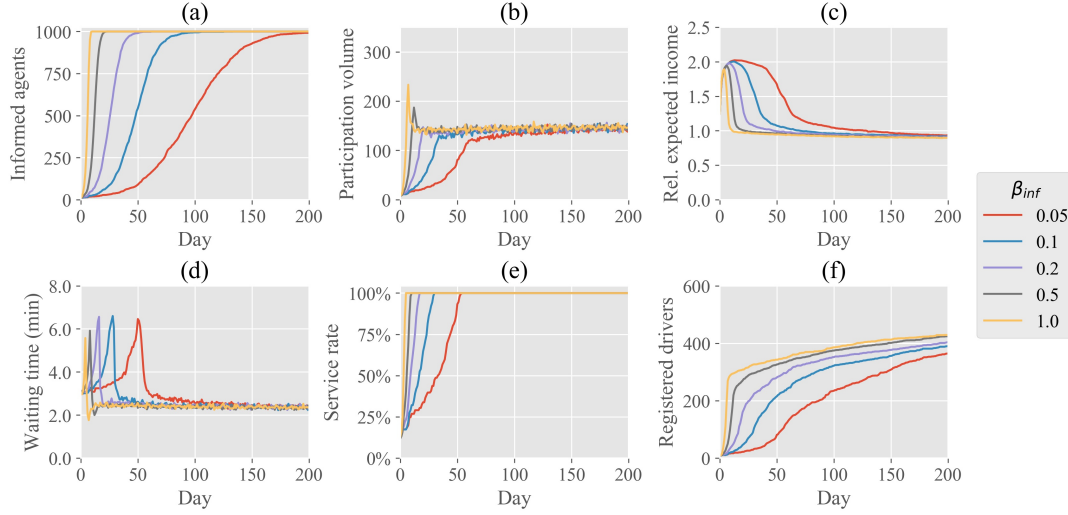 (a)
(b)
(c)
Informed agents
1000
750
500
250
0
0 50 100 150 200
Day
Participation volume
300
200
100
0
0 50 100 150 200
Day
Rel. expected income
2.5
2.0
1.5
1.0
0.5
0.0
0 50 100 150 200
Day
(d)
(e)
(f)
Waiting time (min)
8.0
6.0
4.0
2.0
0.0
0 50 100 150 200
Day
Service rate
100%
75%
50%
25%
0%
0 50 100 150 200
Day
Registered drivers
600
400
200
0
0 50 100 150 200
Day
β_inf
0.05
0.1
0.2
0.5
1.0